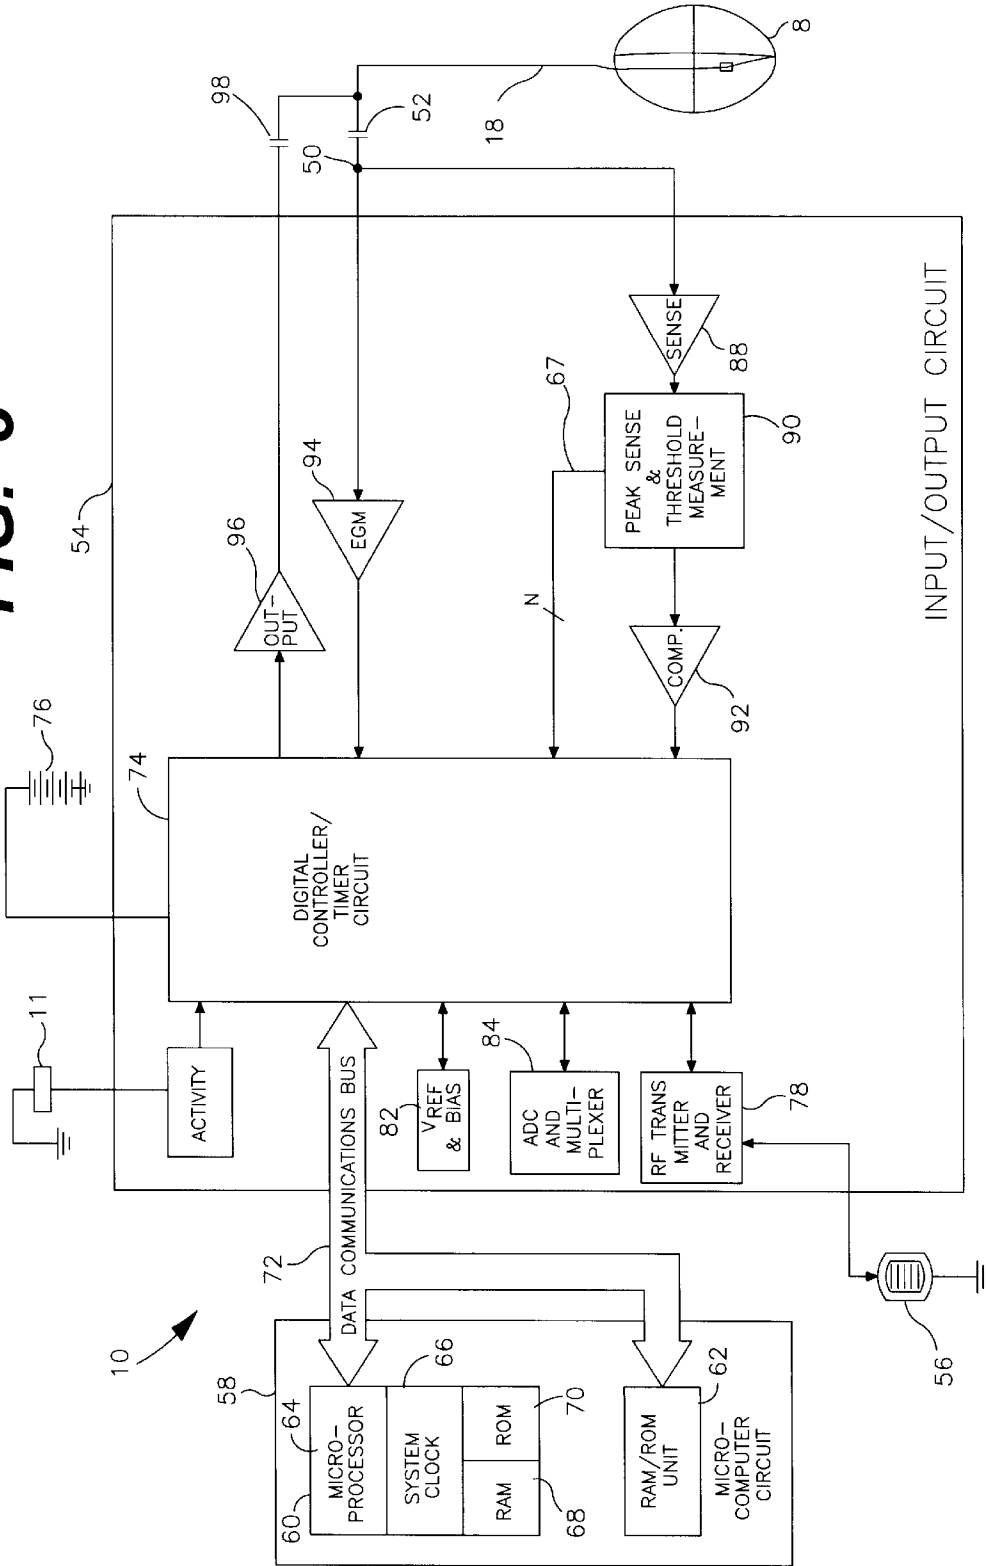 FIG.
54
76
11
74
98
50
52
18
8
96
OUT-
PUT
94
EGM
67
N
SENSE
88
PEAK SENSE
&
THRESHOLD
MEASURE-
MENT
90
COMP.
92
DIGITAL
CONTROLLER/
TIMER
CIRCUIT
ACTIVITY
DATA COMMUNICATIONS BUS
72
82
VREF
& BIAS
84
ADC
AND
MULTI-
PLEXER
RF TRANS
MITTER
AND
RECEIVER
78
56
INPUT/OUTPUT CIRCUIT
10
58
60
64
MICRO-
PROCESSOR
66
SYSTEM
CLOCK
RAM
ROM
68
70
RAM/ROM
UNIT
62
MICRO-
COMPUTER
CIRCUIT